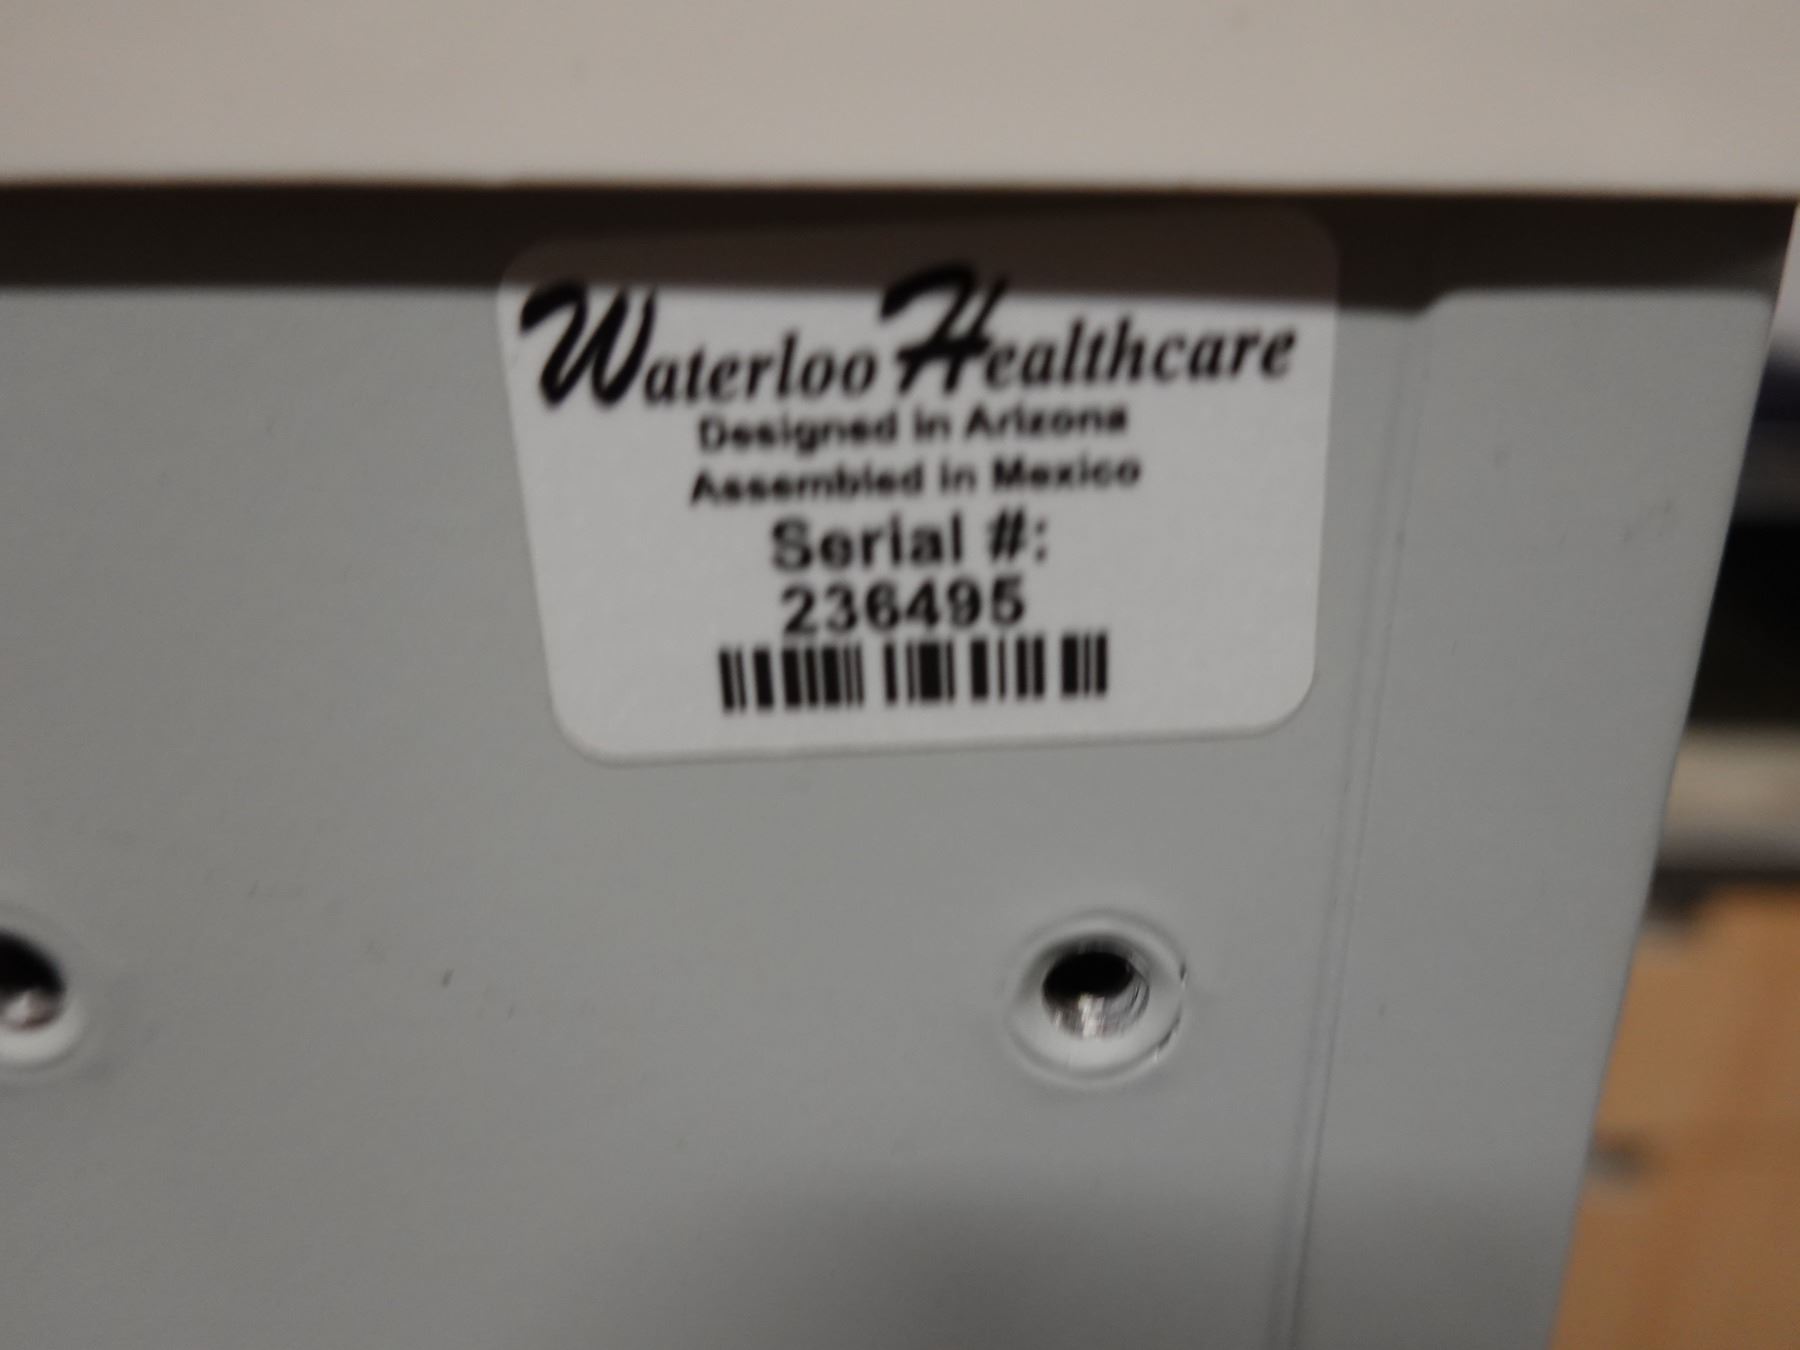 Waterloo Healthcare
Designed in Arizona
Assembled in Mexico
Serial #:
236495